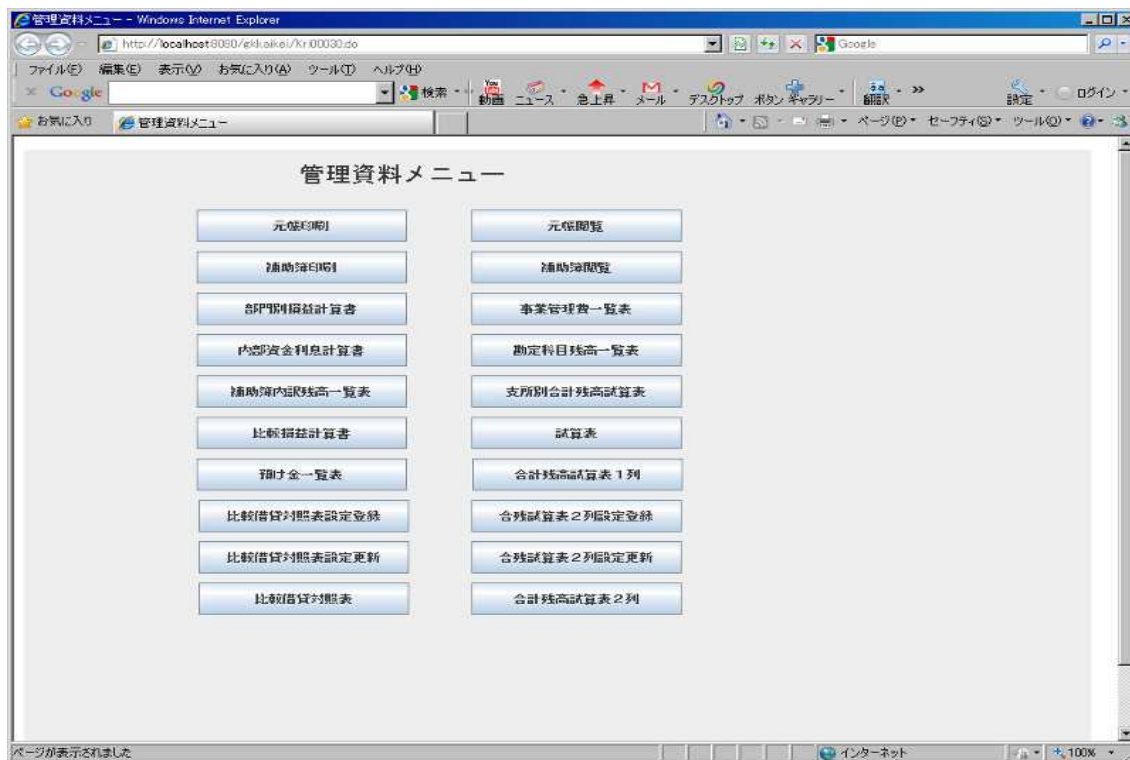 管理資料メニュー - Windows Internet Explorer
http://localhost:8080/gkkaikei/Kri00030.do
Google
ファイル(F) 編集(E) 表示(V) お気に入り(A) ツール(T) ヘルプ(H)
Google 検索 動画 ニュース 急上昇 メール デスクトップ ボタン ギャラリー 翻訳 » 設定 ログイン
お気に入り 管理資料メニュー ページ(P) セーフティ(S) ツール(O)
管理資料メニュー
元帳印刷 元帳閲覧
補助簿印刷 補助簿閲覧
部門別損益計算書 事業管理費一覧表
内部資金利息計算書 勘定科目残高一覧表
補助簿内訳残高一覧表 支所別合計残高試算表
比較損益計算書 試算表
預け金一覧表 合計残高試算表1列
比較借貸対照表設定登録 合残試算表2列設定登録
比較借貸対照表設定更新 合残試算表2列設定更新
比較借貸対照表 合計残高試算表2列
ページが表示されました インターネット 100%